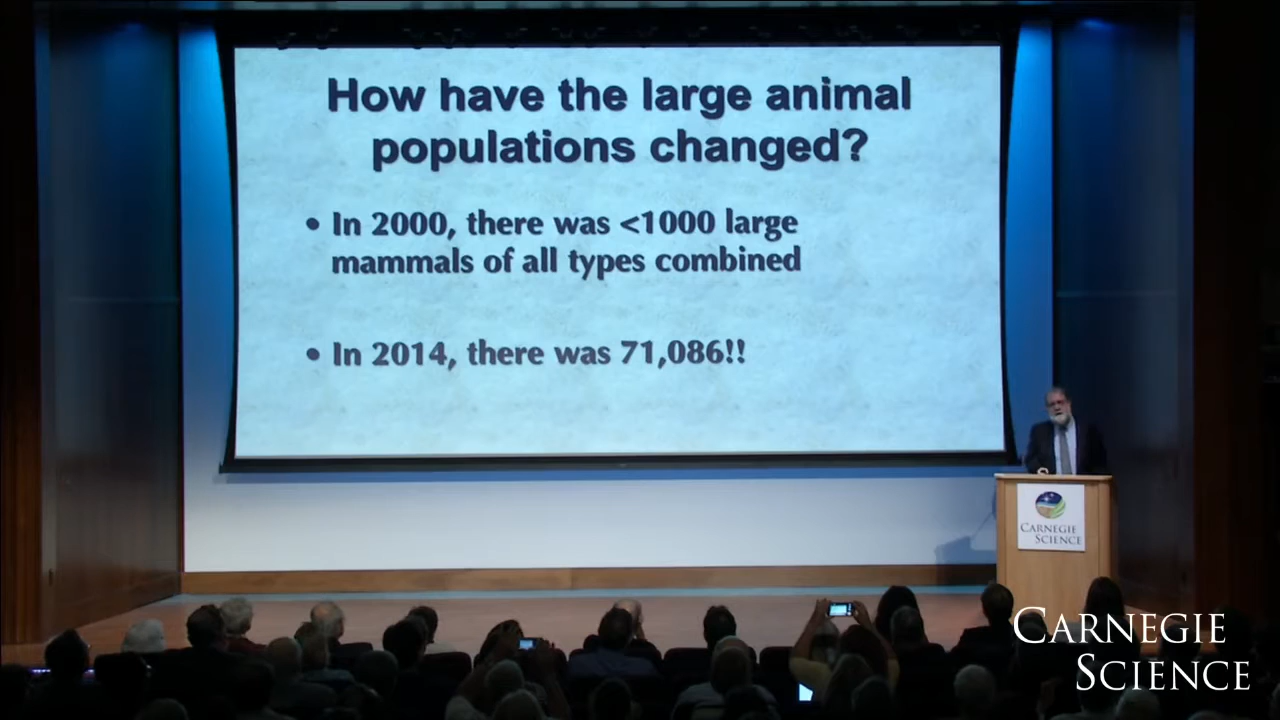 How have the large animal
populations changed?
• In 2000, there was <1000 large
mammals of all types combined
• In 2014, there was 71,086!!
CARNEGIE
SCIENCE
CARNEGIE
SCIENCE